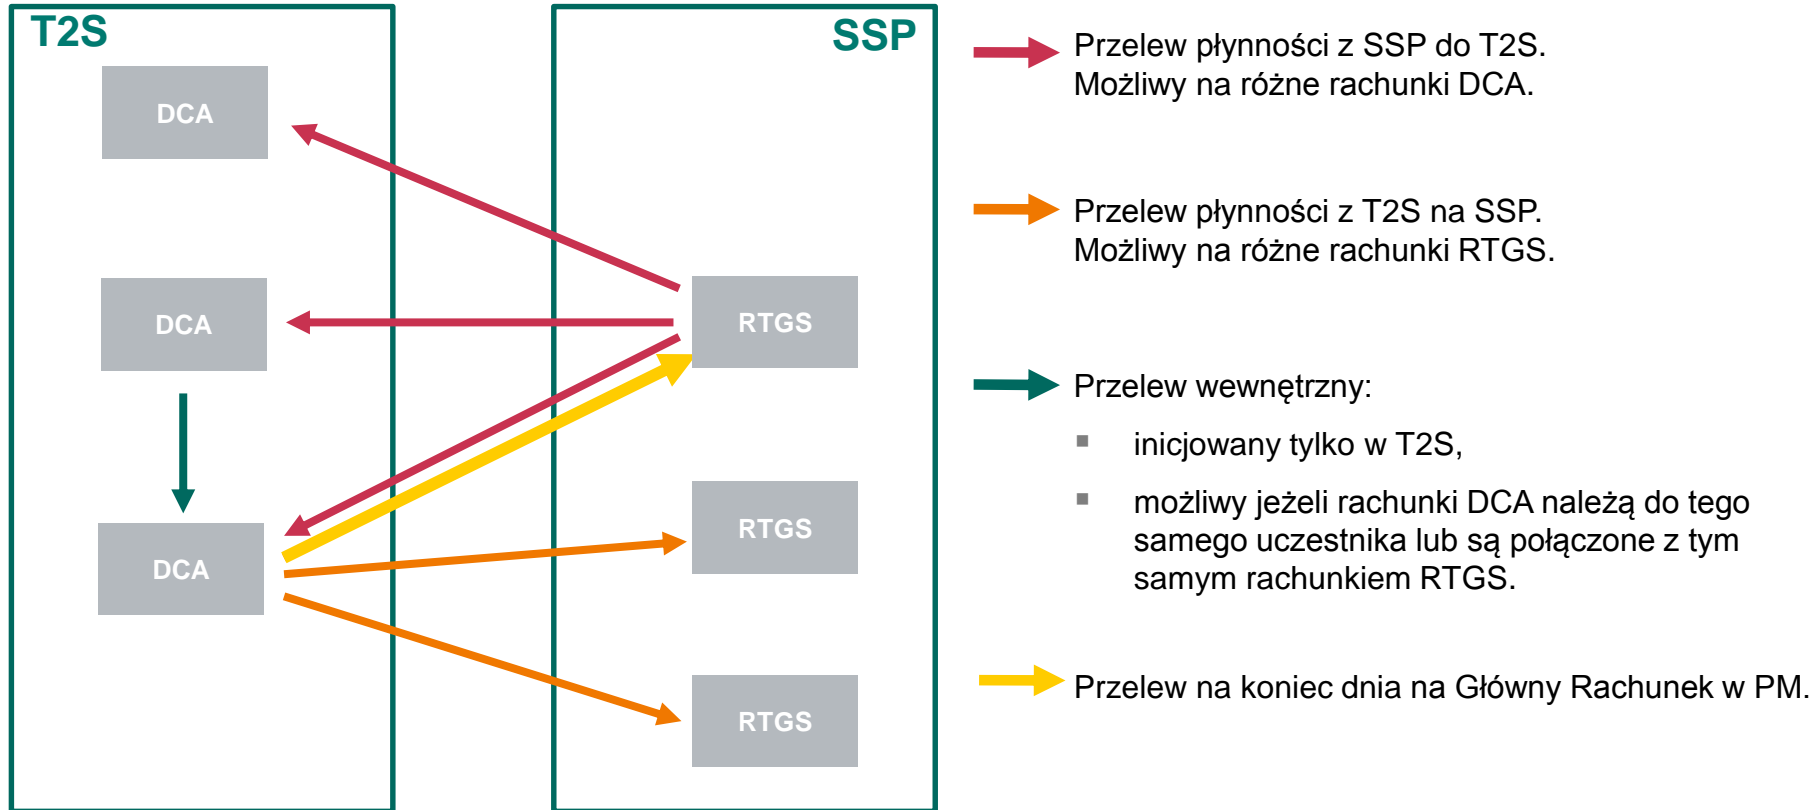 T2S
SSP
DCA
DCA
DCA
RTGS
RTGS
RTGS
Przelew płynności z SSP do T2S.
Możliwy na różne rachunki DCA.
Przelew płynności z T2S na SSP.
Możliwy na różne rachunki RTGS.
Przelew wewnętrzny:
▪ inicjowany tylko w T2S,
▪ możliwy jeżeli rachunki DCA należą do tego
samego uczestnika lub są połączone z tym
samym rachunkiem RTGS.
Przelew na koniec dnia na Główny Rachunek w PM.